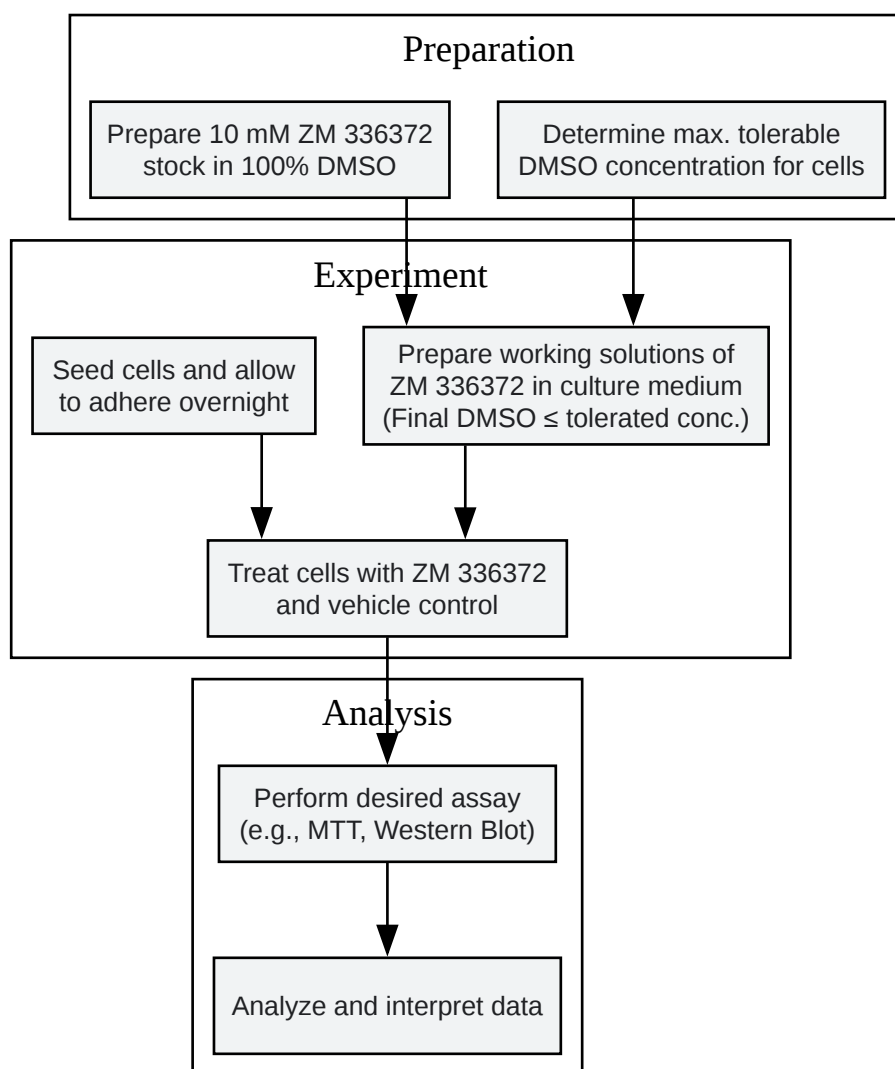 Preparation
Prepare 10 mM ZM 336372
stock in 100% DMSO
Determine max. tolerable
DMSO concentration for cells
Experiment
Seed cells and allow
to adhere overnight
Prepare working solutions of
ZM 336372 in culture medium
(Final DMSO ≤ tolerated conc.)
Treat cells with ZM 336372
and vehicle control
Analysis
Perform desired assay
(e.g., MTT, Western Blot)
Analyze and interpret data